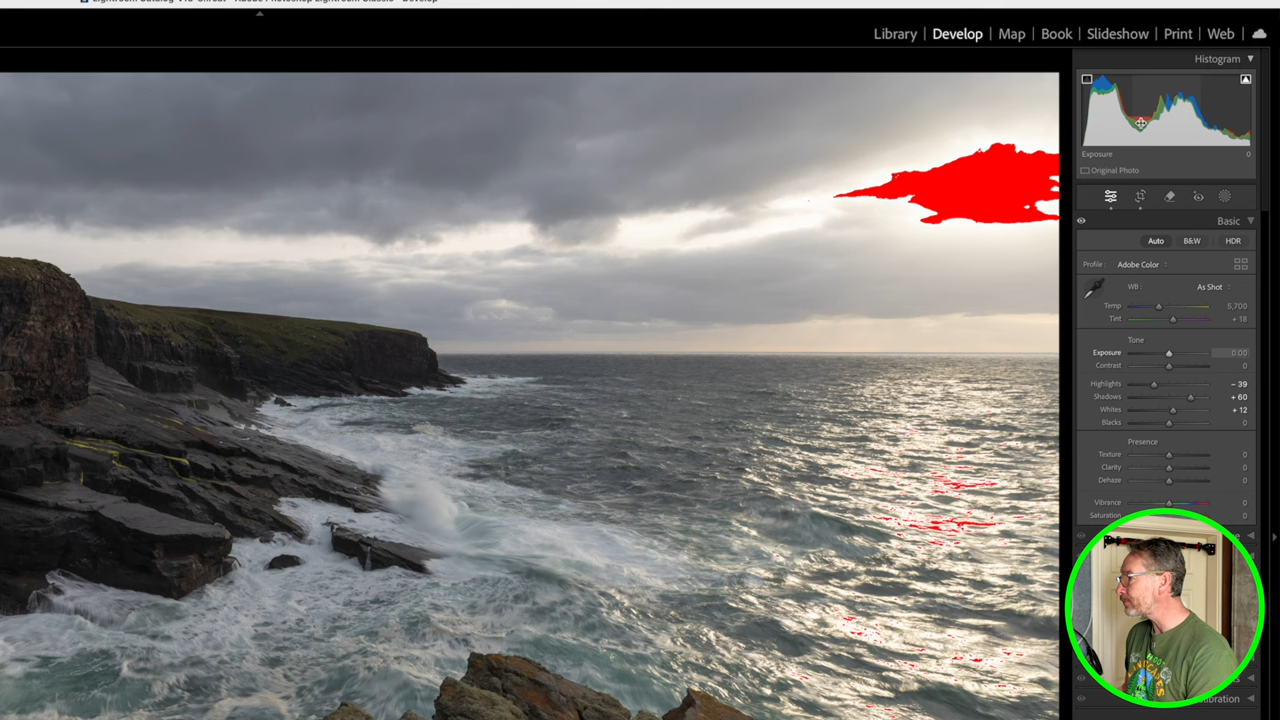 Library | Develop | Map | Book | Slideshow | Print | Web
Histogram
Exposure 0
Original Photo
Basic
Auto B&W HDR
Profile: Adobe Color
WB: As Shot
Temp 5,700
Tint + 18
Tone
Exposure 0.00
Contrast 0
Highlights − 39
Shadows + 60
Whites + 12
Blacks 0
Presence
Texture 0
Clarity 0
Dehaze 0
Vibrance 0
Saturation 0